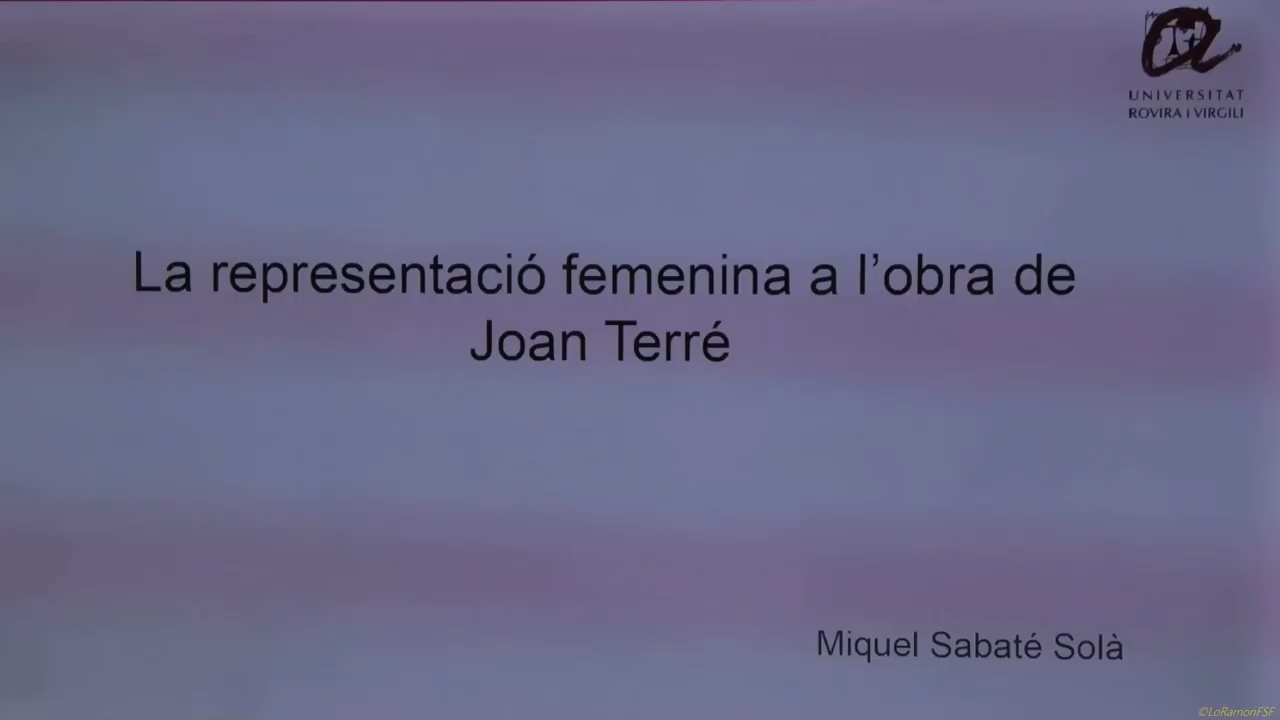 UNIVERSITAT
ROVIRA I VIRGILI
La representació femenina a l’obra de
Joan Terré
Miquel Sabaté Solà
©LoRamonFSF